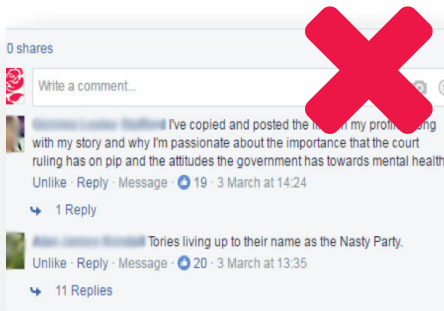 0 shares
Write a comment...
I've copied and posted the my prof
with my story and why I'm passionate about the importance that the court
ruling has on pip and the attitudes the government has towards mental health
Unlike · Reply · Message · 19 · 3 March at 14:24
1 Reply
Tories living up to their name as the Nasty Party.
Unlike · Reply · Message · 20 · 3 March at 13:35
11 Replies